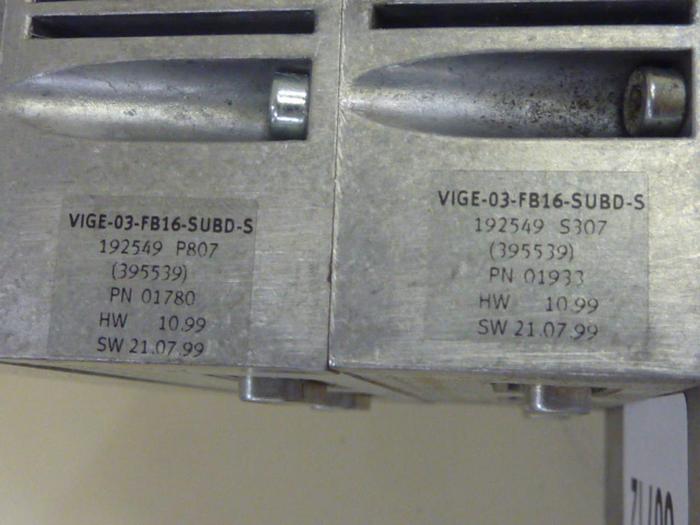 VIGE-03-FB16-SUBD-S
192549 P807
(395539)
PN 01780
HW 10.99
SW 21.07.99
VIGE-03-FB16-SUBD-S
192549 S307
(395539)
PN 01933
HW 10.99
SW 21.07.99